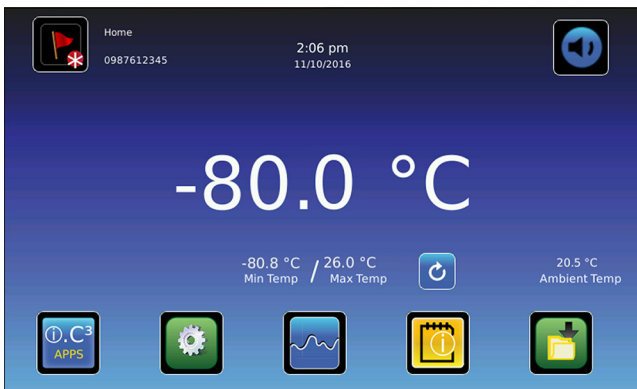 Home
0987612345
2:06 pm
11/10/2016
-80.0 °C
-80.8 °C / 26.0 °C
Min Temp Max Temp
20.5 °C
Ambient Temp
i.C³
APPS
i